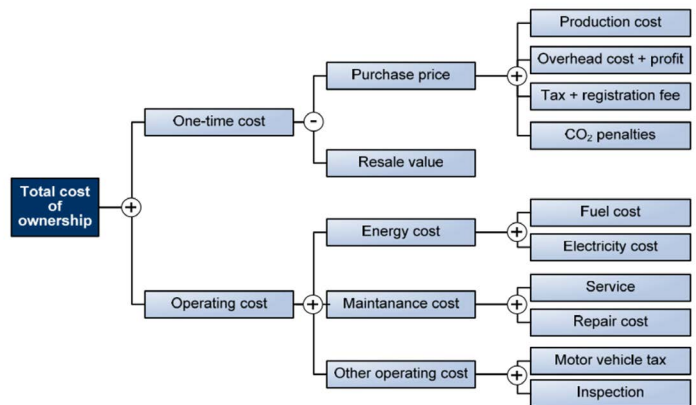 Production cost
Overhead cost + profit
Purchase price
+
Tax + registration fee
One-time cost
-
CO₂ penalties
Resale value
Total cost
of
ownership
+
Fuel cost
Energy cost
+
Electricity cost
Service
Operating cost
+
Maintanance cost
+
Repair cost
Motor vehicle tax
Other operating cost
+
Inspection